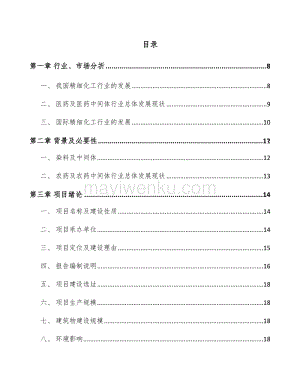 目录
第一章 行业、市场分析 8
一、 我国精细化工行业的发展 8
二、 医药及医药中间体行业总体发展现状 9
三、 国际精细化工行业的发展 10
第二章 背景及必要性 12
一、 染料及中间体 12
二、 农药及农药中间体行业总体发展现状 13
第三章 项目绪论 14
mayiwenku.com
一、 项目名称及建设性质 14
二、 项目承办单位 14
三、 项目定位及建设理由 15
四、 报告编制说明 16
五、 项目建设选址 18
六、 项目生产规模 18
七、 建筑物建设规模 18
八、 环境影响 18